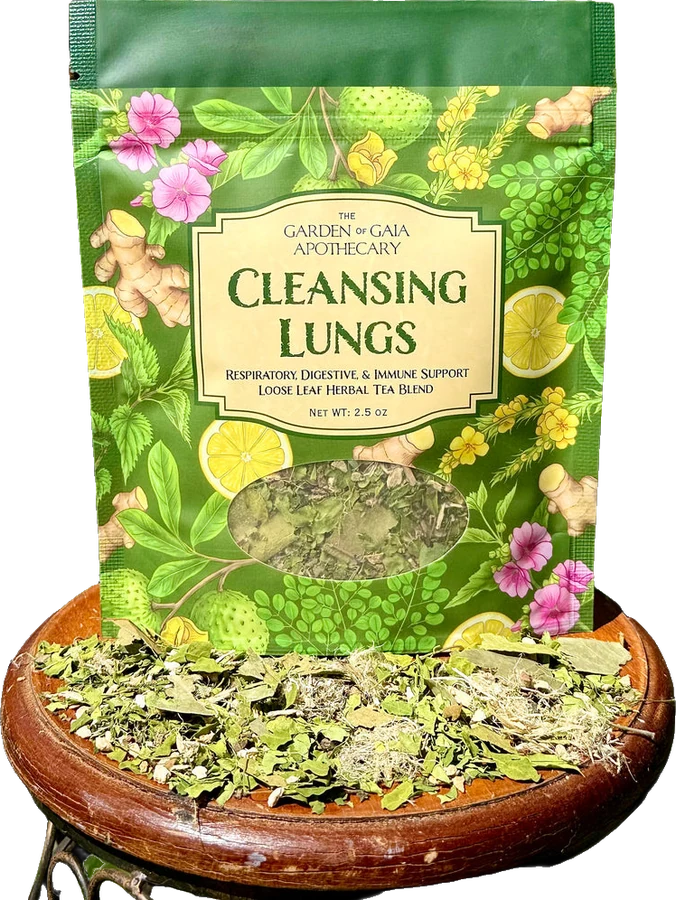 THE
GARDEN OF GAIA
APOTHECARY
CLEANSING
LUNGS
RESPIRATORY, DIGESTIVE, & IMMUNE SUPPORT
LOOSE LEAF HERBAL TEA BLEND
NET WT: 2.5 OZ